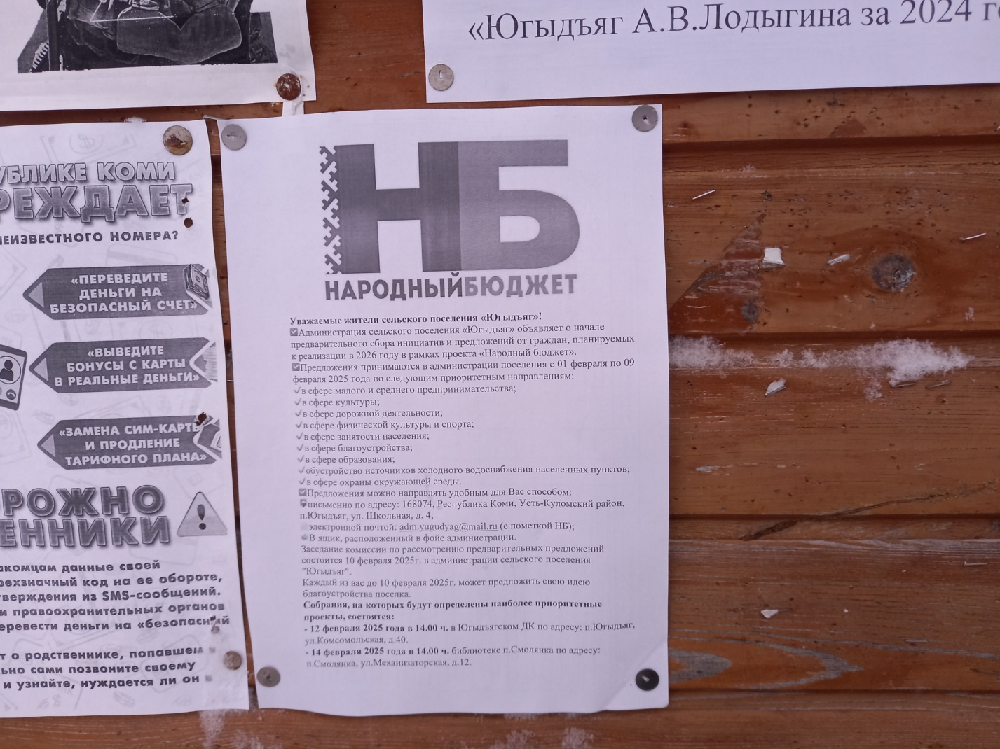 «Югыдъяг А.В.Лодыгина за 2024 г
УБЛИКЕ КОМИ
РЕЖДАЕТ
НЕИЗВЕСТНОГО НОМЕРА?
«ПЕРЕВЕДИТЕ
ДЕНЬГИ НА
БЕЗОПАСНЫЙ СЧЕТ»
«ВЫВЕДИТЕ
БОНУСЫ С КАРТЫ
В РЕАЛЬНЫЕ ДЕНЬГИ»
«ЗАМЕНА СИМ-КАРТЫ
И ПРОДЛЕНИЕ
ТАРИФНОГО ПЛАНА»
РОЖНО
ЕННИКИ
акомцам данные своей
рехзначный код на ее обороте,
тверждения из SMS-сообщений.
и правоохранительных органов
еревести деньги на «безопасный
т о родственнике, попавшем
ьно сами позвоните своему
и узнайте, нуждается ли он
НБ
НАРОДНЫЙБЮДЖЕТ
Уважаемые жители сельского поселения «Югыдъяг»!
Администрация сельского поселения «Югыдъяг» объявляет о начале
предварительного сбора инициатив и предложений от граждан, планируемых
к реализации в 2026 году в рамках проекта «Народный бюджет».
Предложения принимаются в администрации поселения с 01 февраля по 09
февраля 2025 года по следующим приоритетным направлениям:
✓в сфере малого и среднего предпринимательства;
✓в сфере культуры;
✓в сфере дорожной деятельности;
✓в сфере физической культуры и спорта;
✓в сфере занятости населения;
✓в сфере благоустройства;
✓в сфере образования;
✓обустройство источников холодного водоснабжения населенных пунктов;
✓в сфере охраны окружающей среды.
Предложения можно направлять удобным для Вас способом:
письменно по адресу: 168074, Республика Коми, Усть-Куломский район,
п.Югыдъяг, ул. Школьная, д. 4;
электронной почтой: adm.yugudyag@mail.ru (с пометкой НБ);
В ящик, расположенный в фойе администрации.
Заседание комиссии по рассмотрению предварительных предложений
состоится 10 февраля 2025г. в администрации сельского поселения
"Югыдъяг".
Каждый из вас до 10 февраля 2025г. может предложить свою идею
благоустройства поселка.
Собрания, на которых будут определены наиболее приоритетные
проекты, состоятся:
- 12 февраля 2025 года в 14.00 ч. в Югыдъягском ДК по адресу: п.Югыдъяг,
ул.Комсомольская, д.40.
- 14 февраля 2025 года в 14.00 ч. библиотеке п.Смолянка по адресу:
п.Смолянка, ул.Механизаторская, д.12.